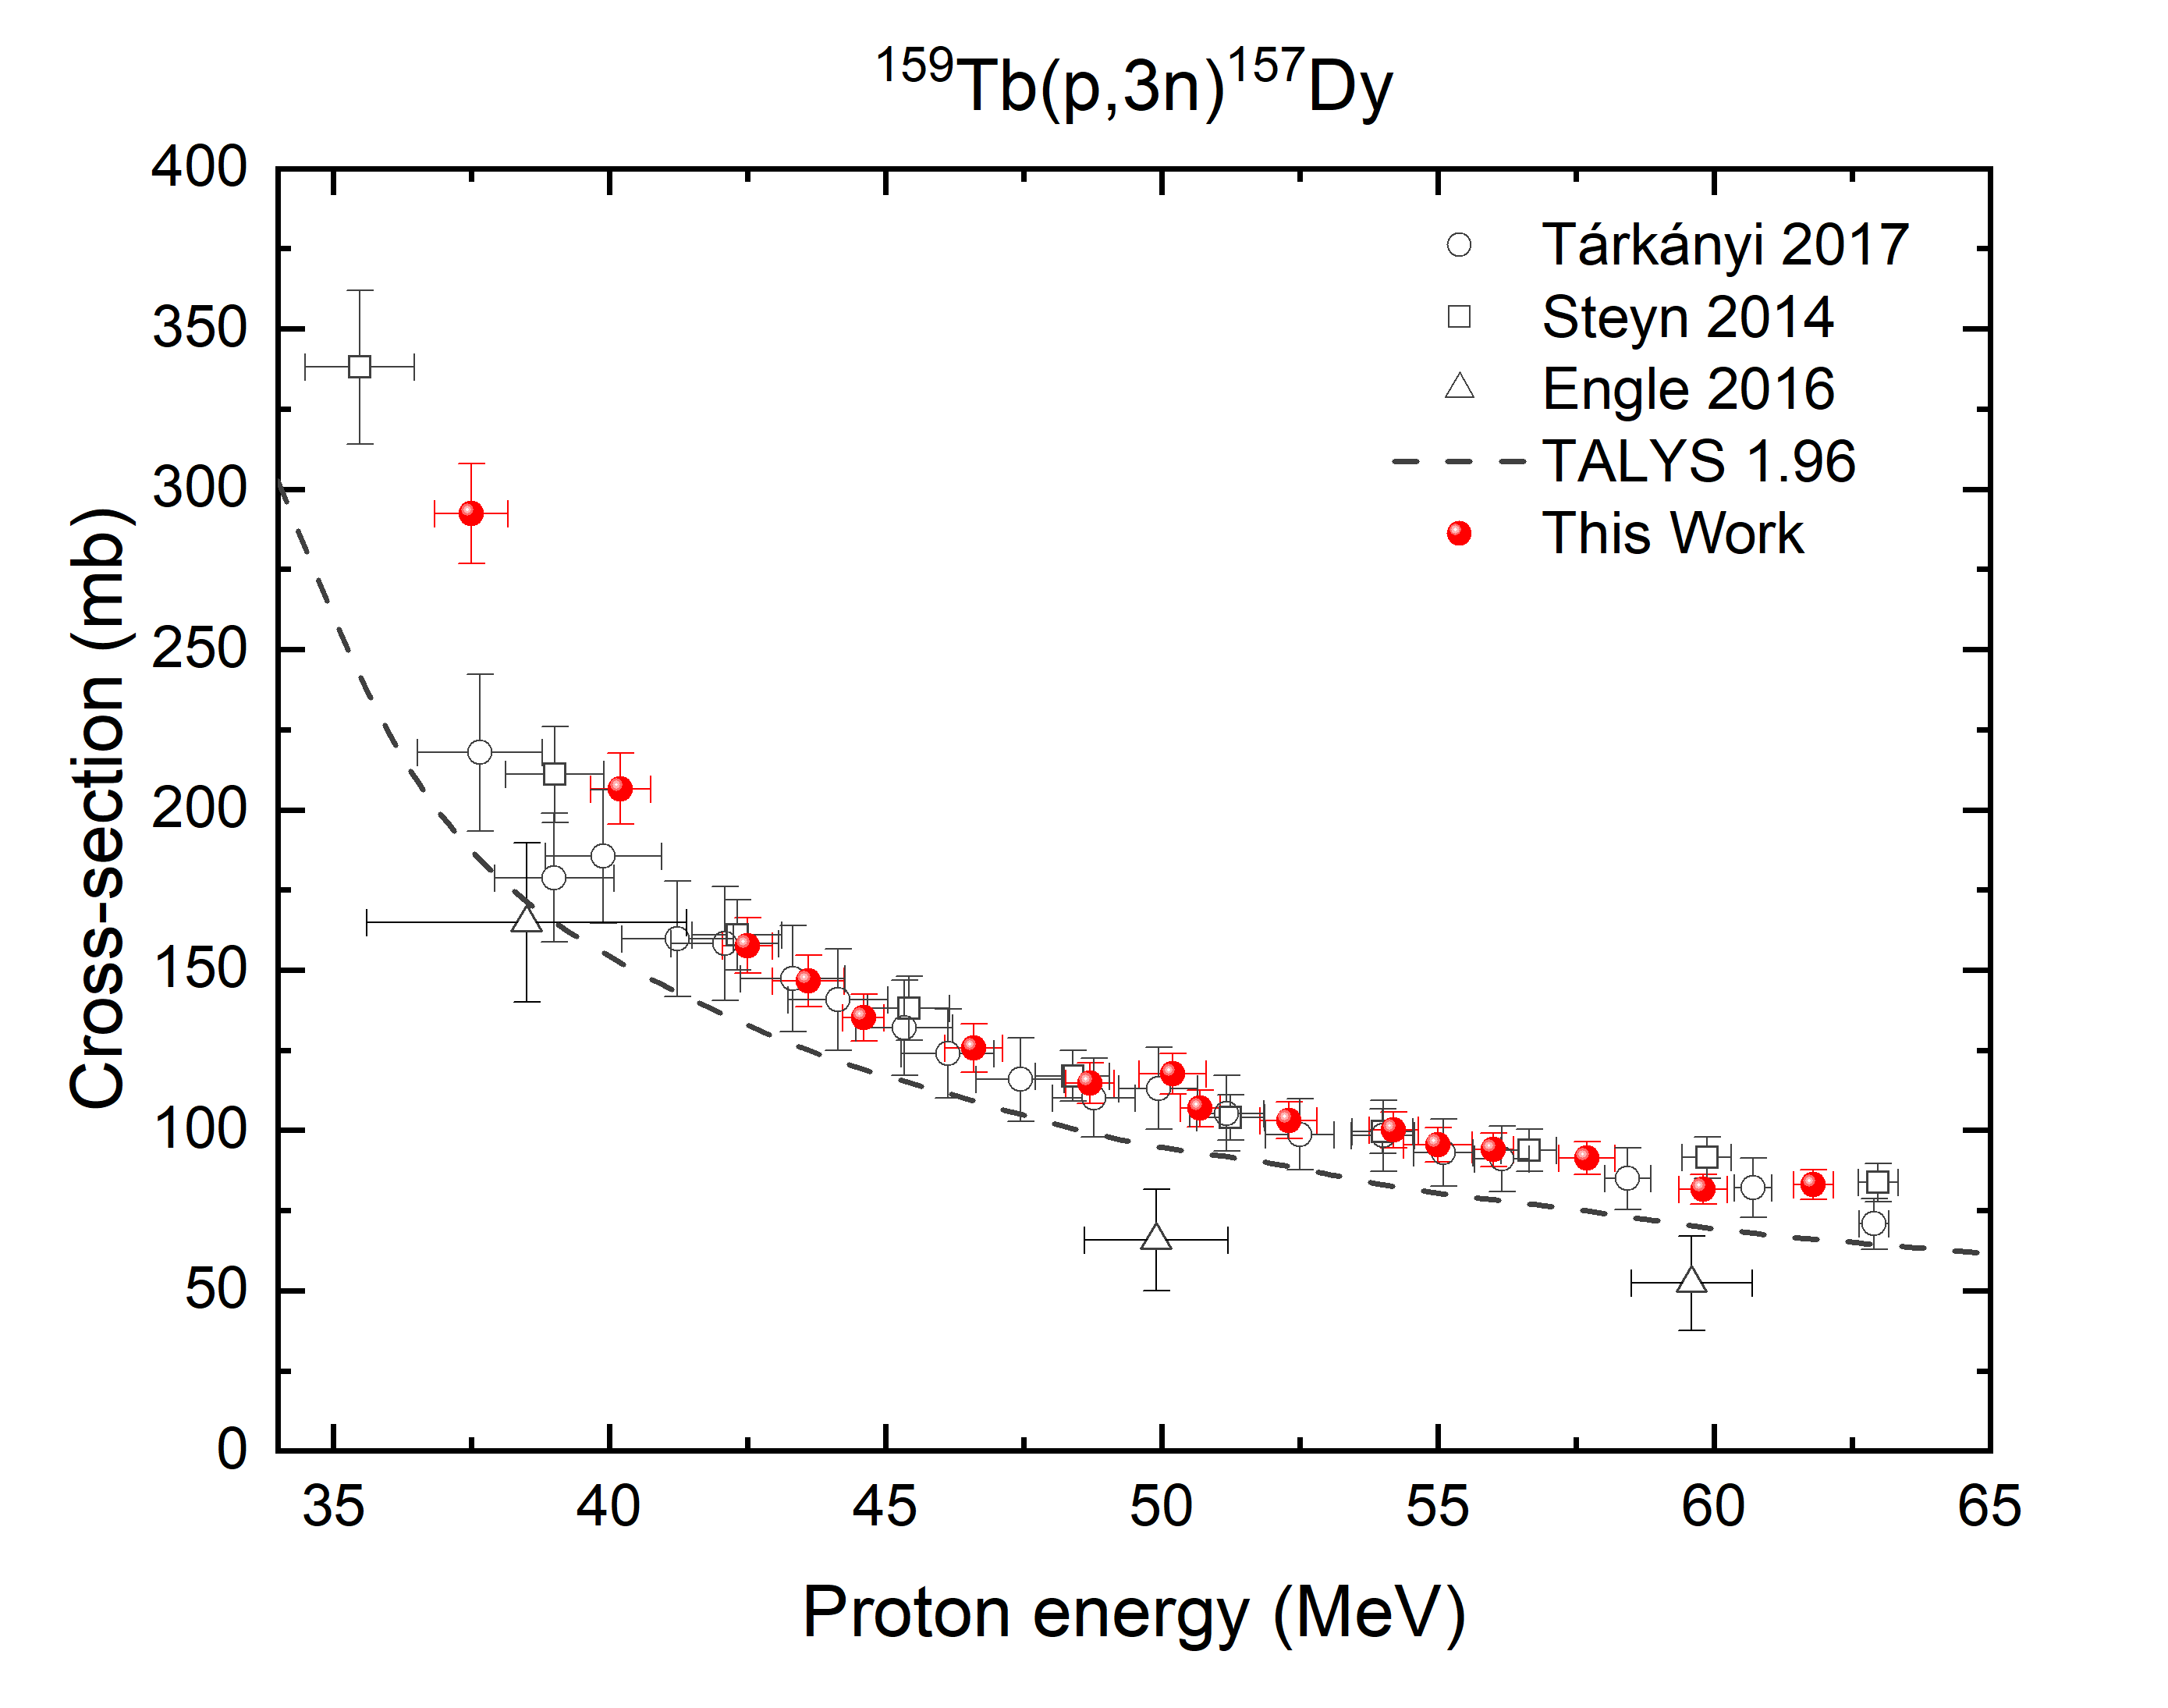 ¹⁵⁹Tb(p,3n)¹⁵⁷Dy
400
350
300
250
200
150
100
50
0
Cross-section (mb)
Tárkányi 2017
Steyn 2014
Engle 2016
TALYS 1.96
This Work
35 40 45 50 55 60 65
Proton energy (MeV)